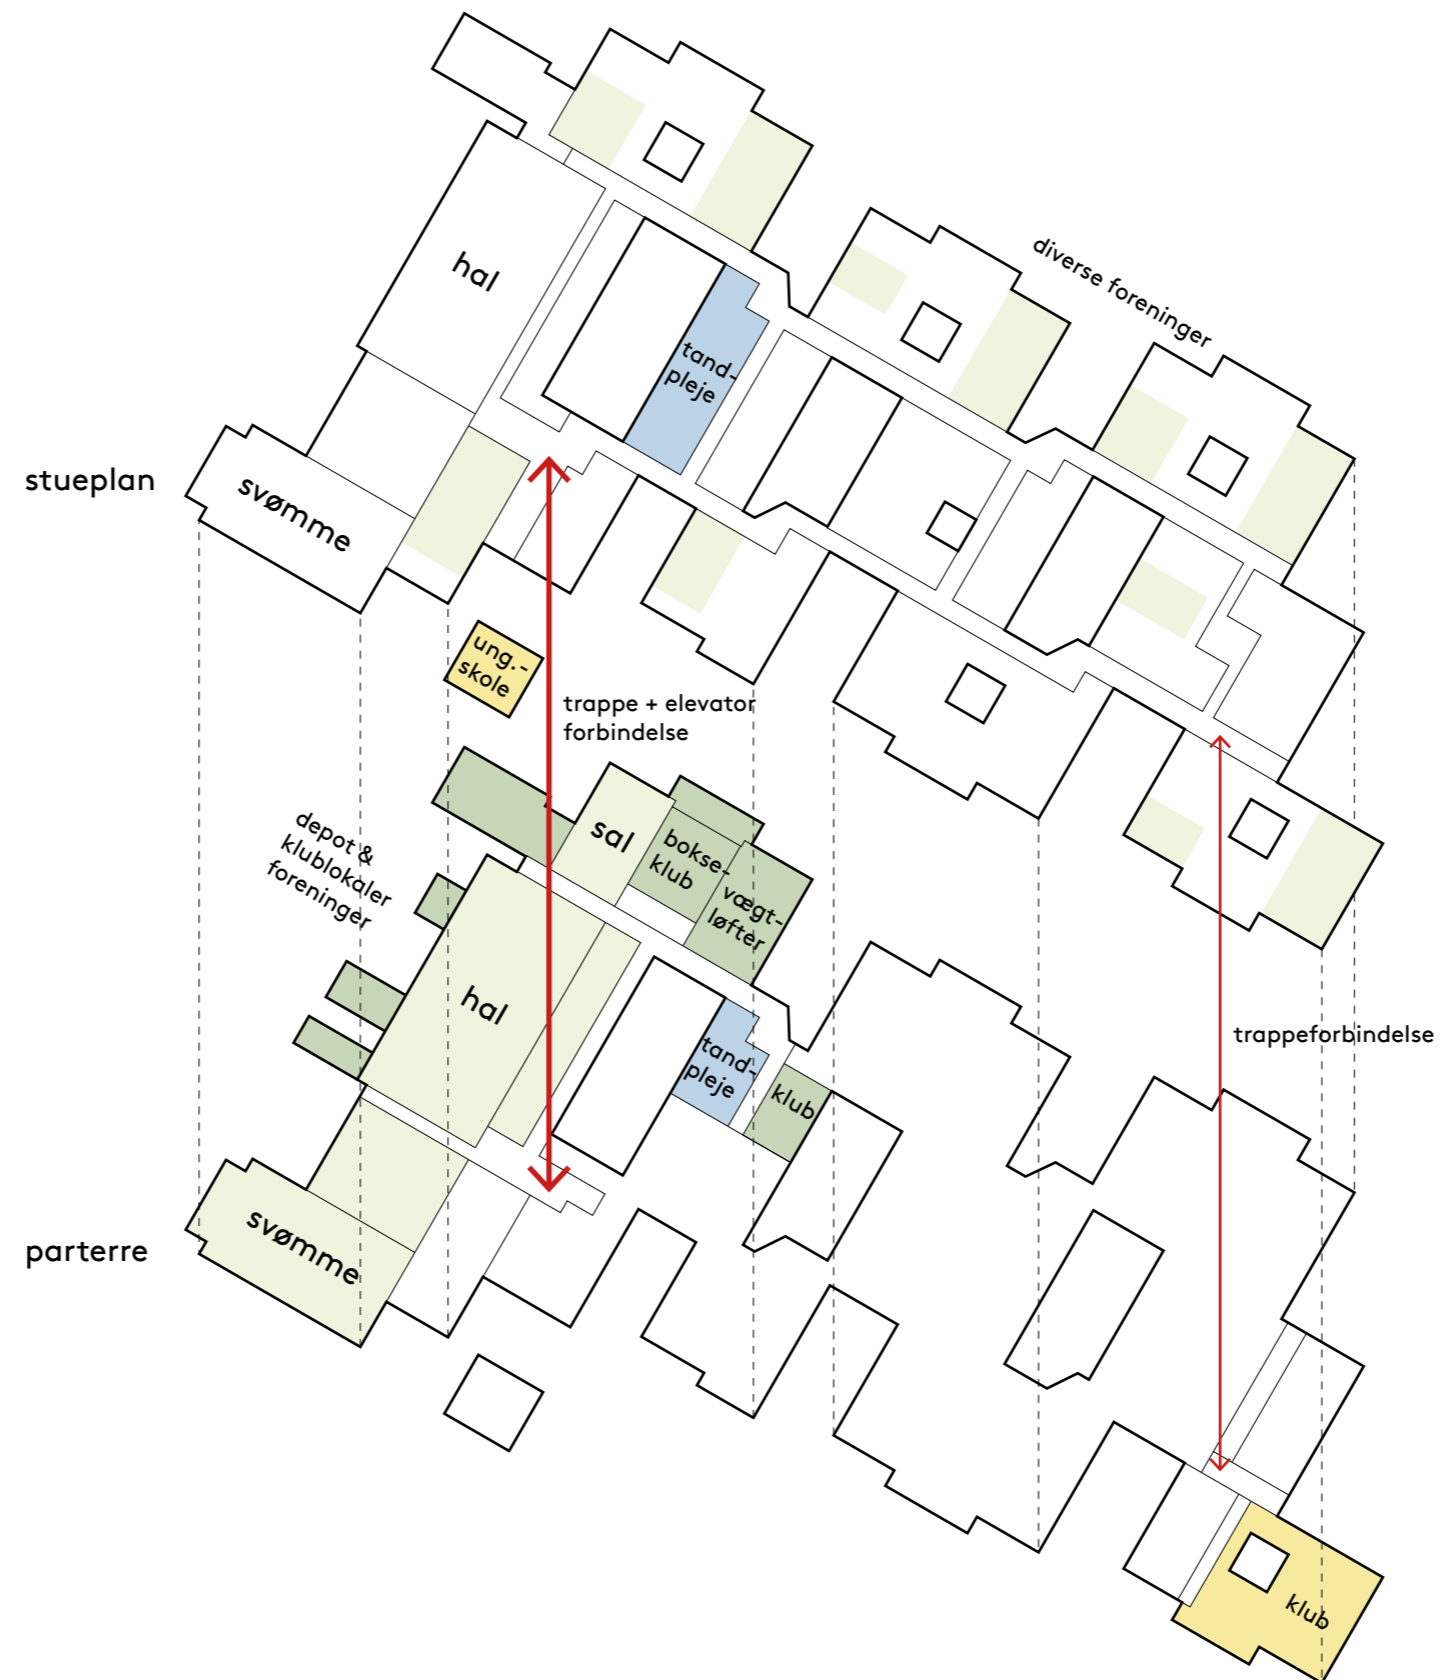 diverse foreninger
hal
tand-
pleje
stueplan
svømme
ung.-
skole
trappe + elevator
forbindelse
depot &
klublokaler
foreninger
sal
bokse-
klub
vægt-
løfter
hal
trappeforbindelse
tand-
pleje
klub
svømme
parterre
klub